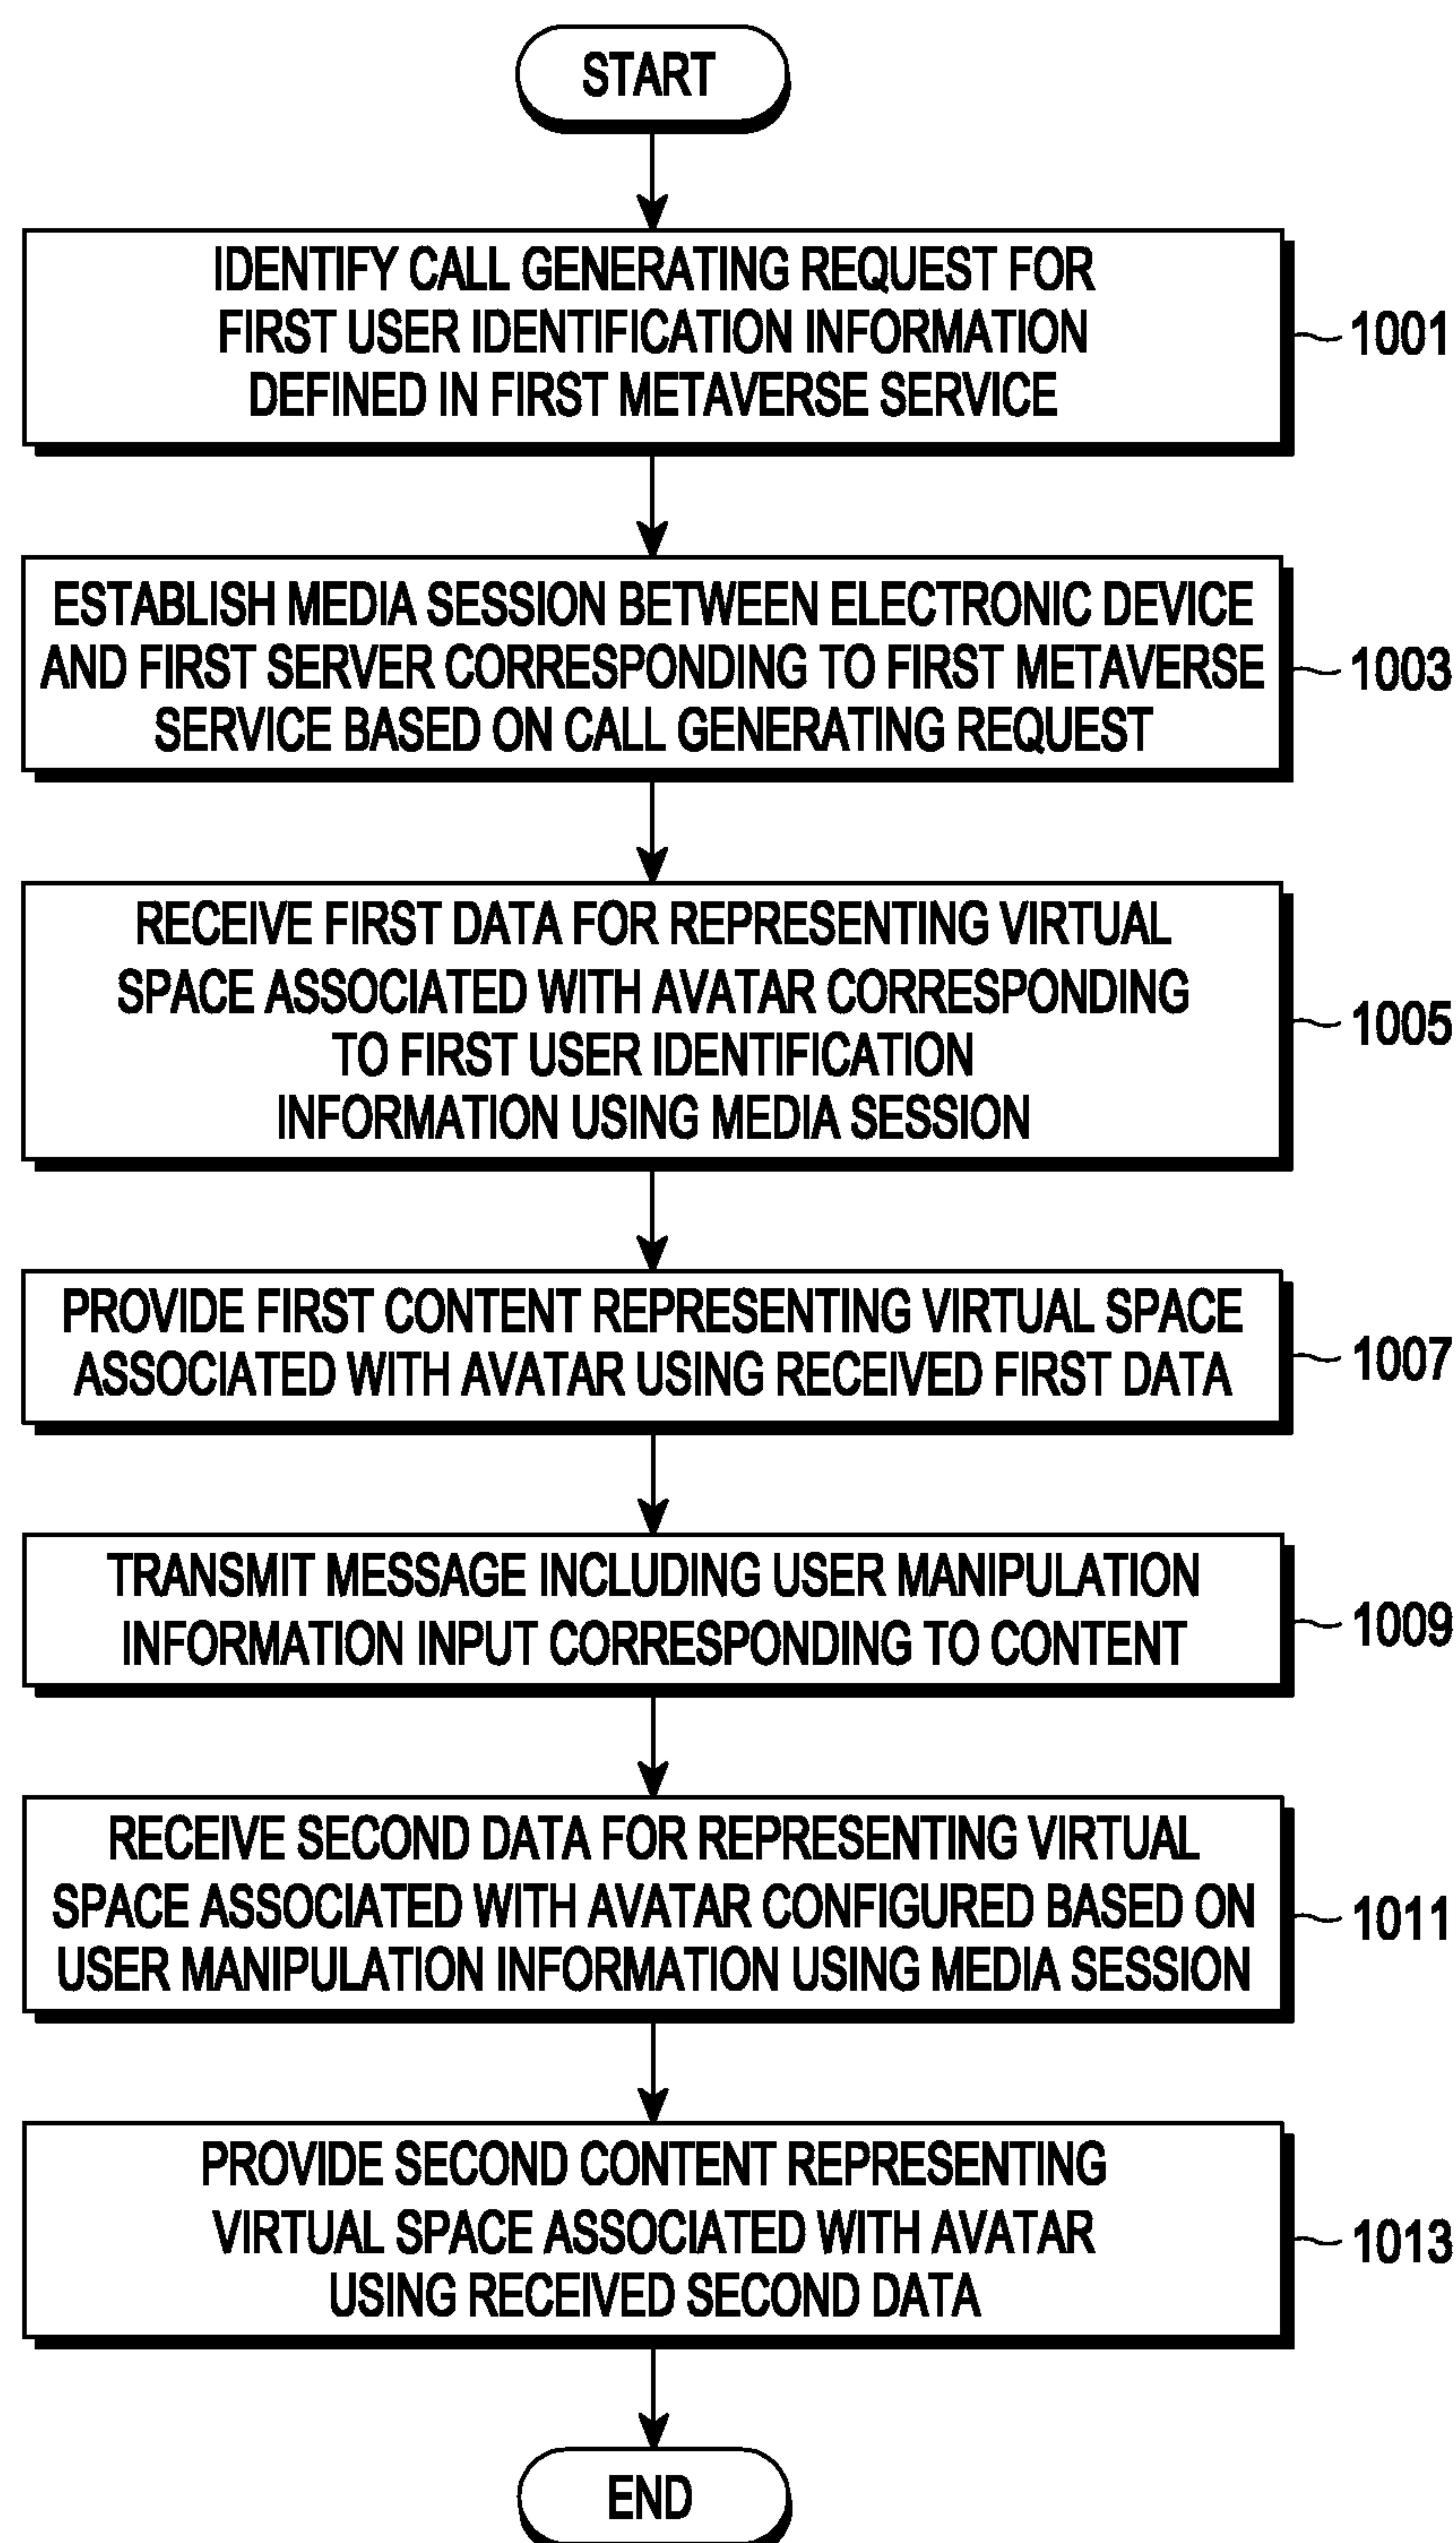 START
IDENTIFY CALL GENERATING REQUEST FOR
FIRST USER IDENTIFICATION INFORMATION
DEFINED IN FIRST METAVERSE SERVICE
1001
ESTABLISH MEDIA SESSION BETWEEN ELECTRONIC DEVICE
AND FIRST SERVER CORRESPONDING TO FIRST METAVERSE
SERVICE BASED ON CALL GENERATING REQUEST
1003
RECEIVE FIRST DATA FOR REPRESENTING VIRTUAL
SPACE ASSOCIATED WITH AVATAR CORRESPONDING
TO FIRST USER IDENTIFICATION
INFORMATION USING MEDIA SESSION
1005
PROVIDE FIRST CONTENT REPRESENTING VIRTUAL SPACE
ASSOCIATED WITH AVATAR USING RECEIVED FIRST DATA
1007
TRANSMIT MESSAGE INCLUDING USER MANIPULATION
INFORMATION INPUT CORRESPONDING TO CONTENT
1009
RECEIVE SECOND DATA FOR REPRESENTING VIRTUAL
SPACE ASSOCIATED WITH AVATAR CONFIGURED BASED ON
USER MANIPULATION INFORMATION USING MEDIA SESSION
1011
PROVIDE SECOND CONTENT REPRESENTING
VIRTUAL SPACE ASSOCIATED WITH AVATAR
USING RECEIVED SECOND DATA
1013
END